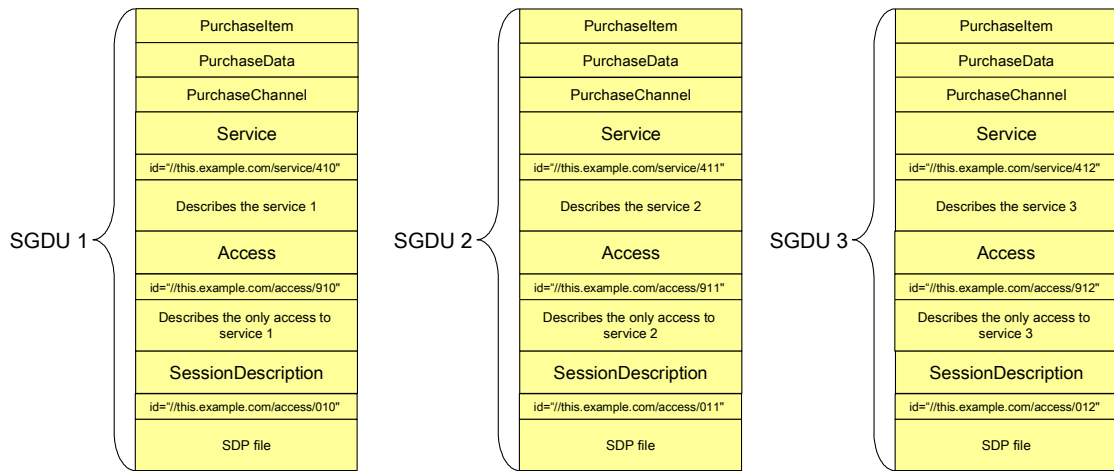 SGDU 1
PurchaseItem
PurchaseData
PurchaseChannel
Service
id=“//this.example.com/service/410"
Describes the service 1
Access
id=“//this.example.com/access/910"
Describes the only access to
service 1
SessionDescription
id=“//this.example.com/access/010"
SDP file
SGDU 2
PurchaseItem
PurchaseData
PurchaseChannel
Service
id=“//this.example.com/service/411"
Describes the service 2
Access
id=“//this.example.com/access/911"
Describes the only access to
service 2
SessionDescription
id=“//this.example.com/access/011"
SDP file
SGDU 3
PurchaseItem
PurchaseData
PurchaseChannel
Service
id=“//this.example.com/service/412"
Describes the service 3
Access
id=“//this.example.com/access/912"
Describes the only access to
service 3
SessionDescription
id=“//this.example.com/access/012"
SDP file